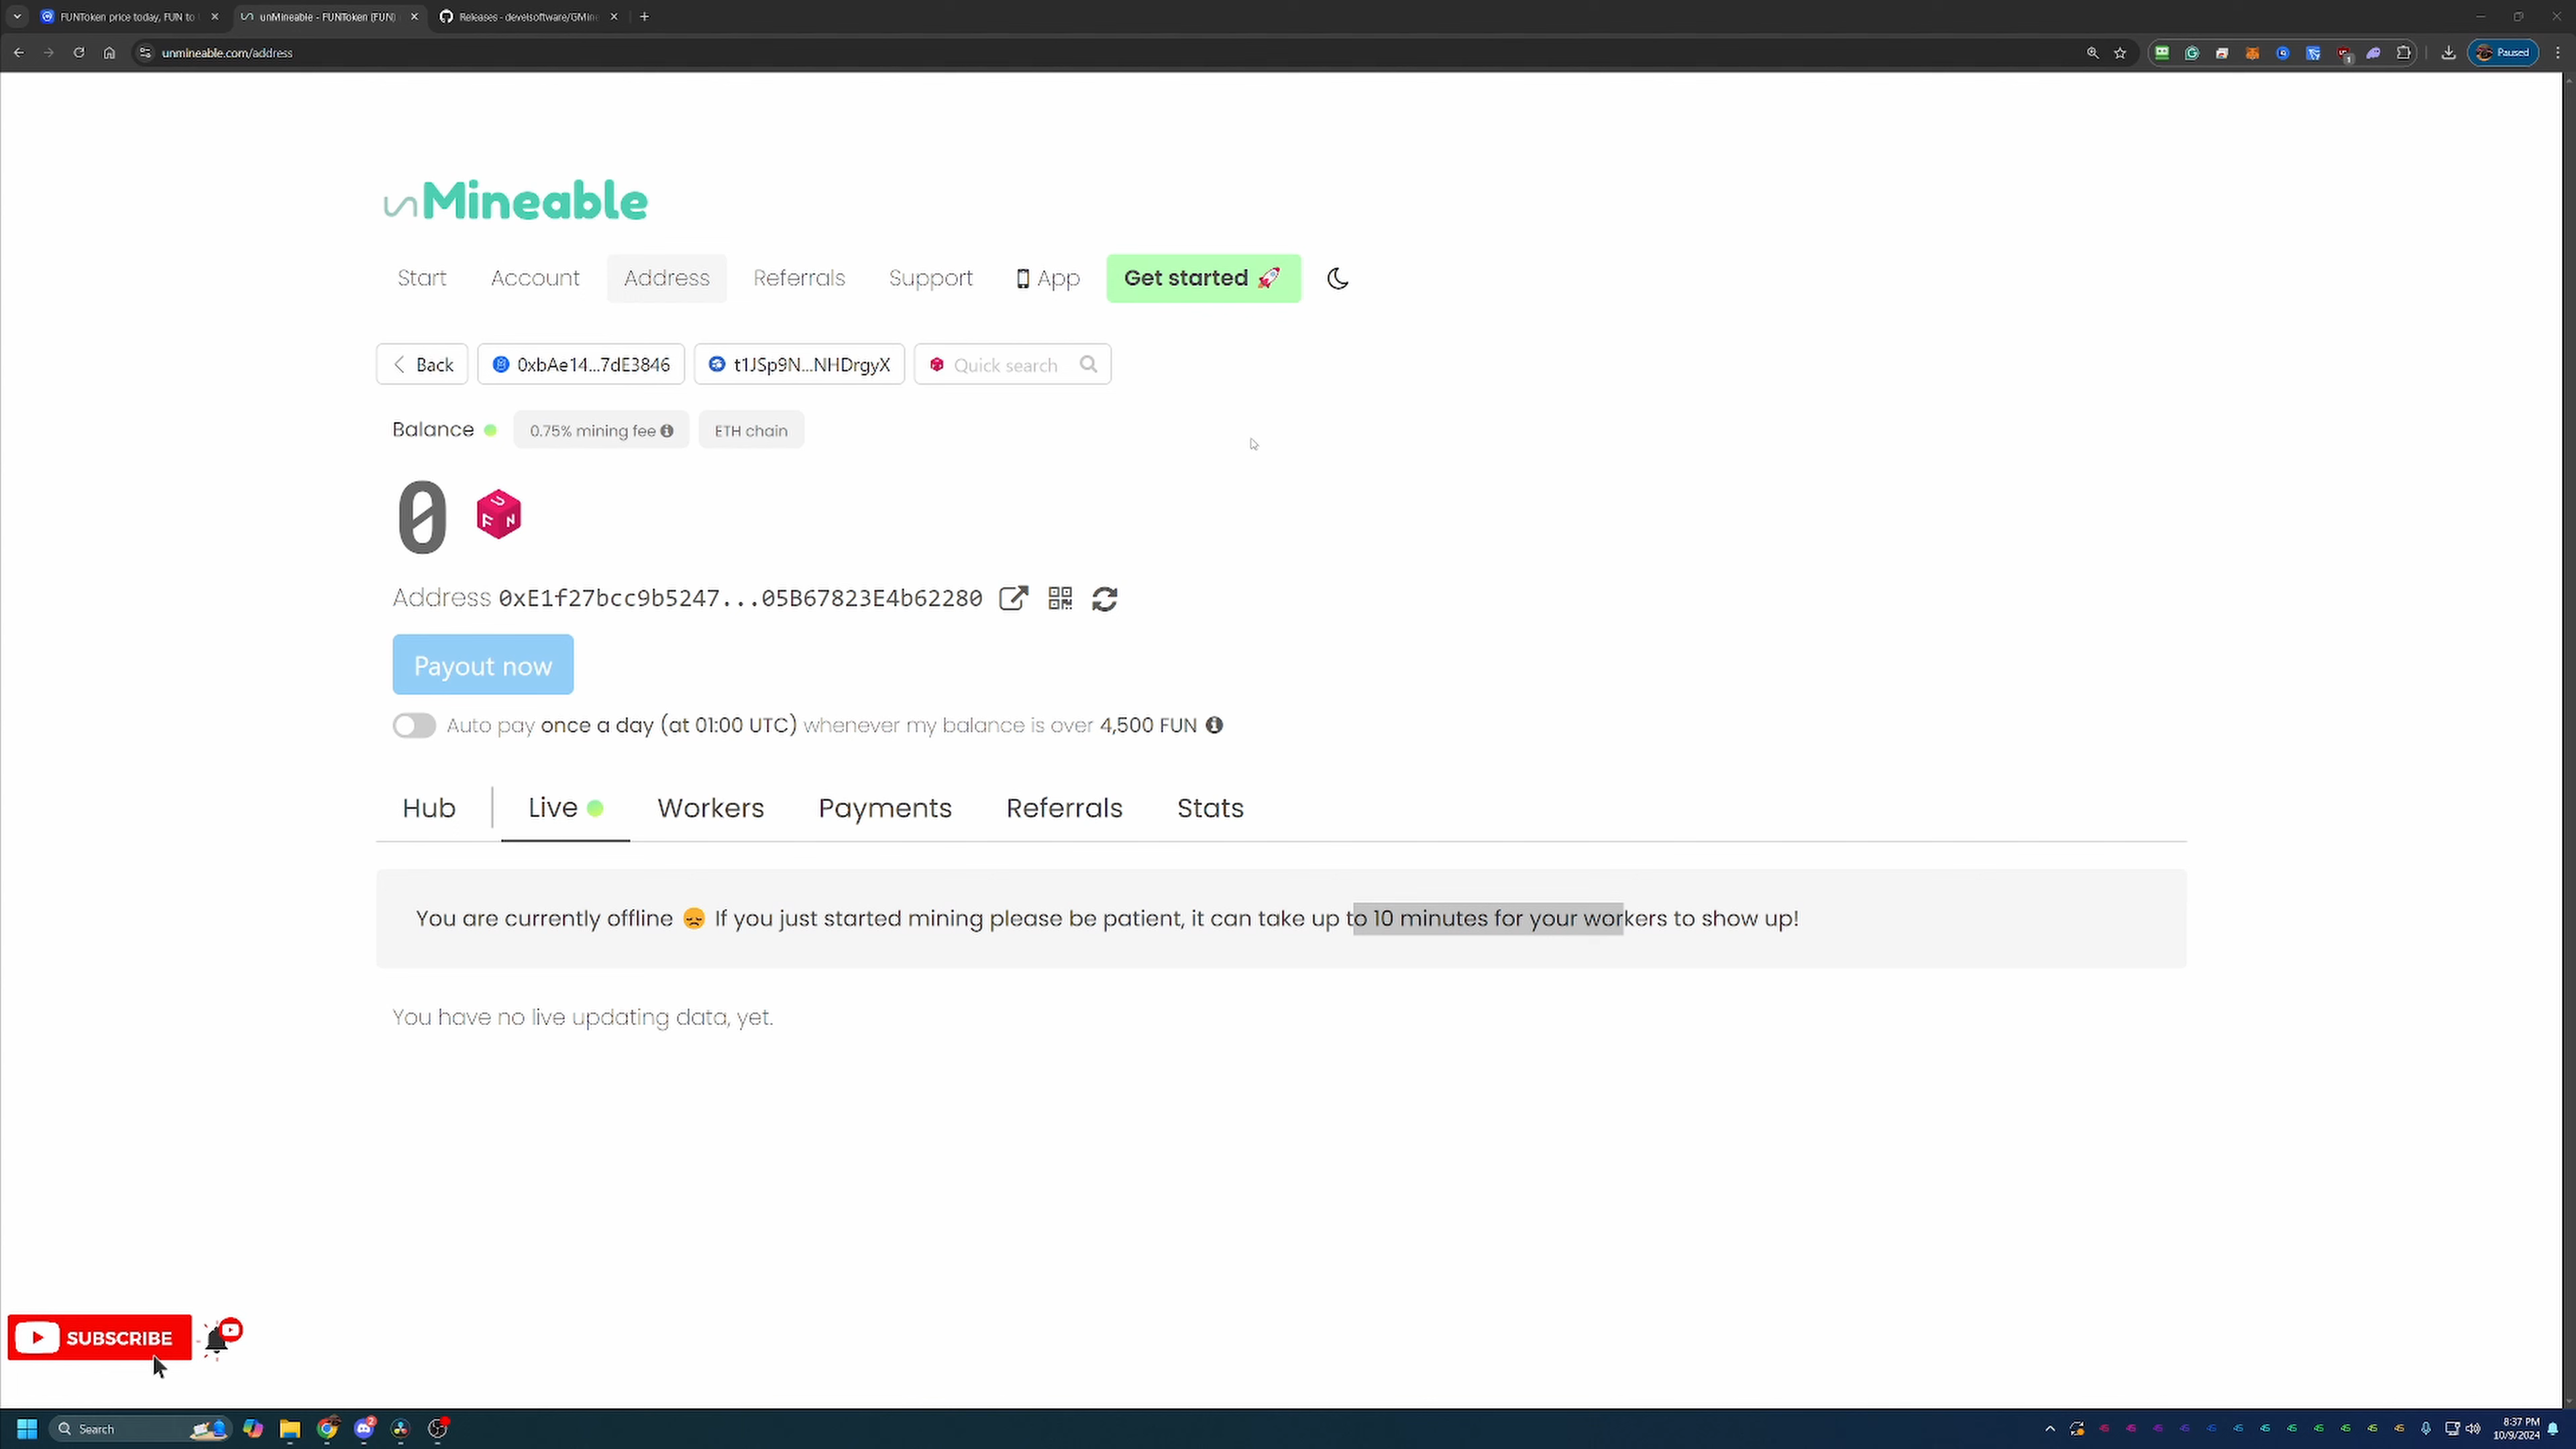 FUNToken price today, FUN to
unMineable - FUNToken (FUN)
Releases · develsoftware/GMine
unmineable.com/address
Paused
unMineable
Start Account Address Referrals Support App Get started 🚀
Back 0xbAe14...7dE3846 t1JSp9N...NHDrgyX Quick search
Balance 0.75% mining fee ETH chain
0 FUN
Address 0xE1f27bcc9b5247...05B67823E4b62280
Payout now
Auto pay once a day (at 01:00 UTC) whenever my balance is over 4,500 FUN
Hub Live Workers Payments Referrals Stats
You are currently offline 😞 If you just started mining please be patient, it can take up to 10 minutes for your workers to show up!
You have no live updating data, yet.
SUBSCRIBE
Search
8:37 PM
10/9/2024